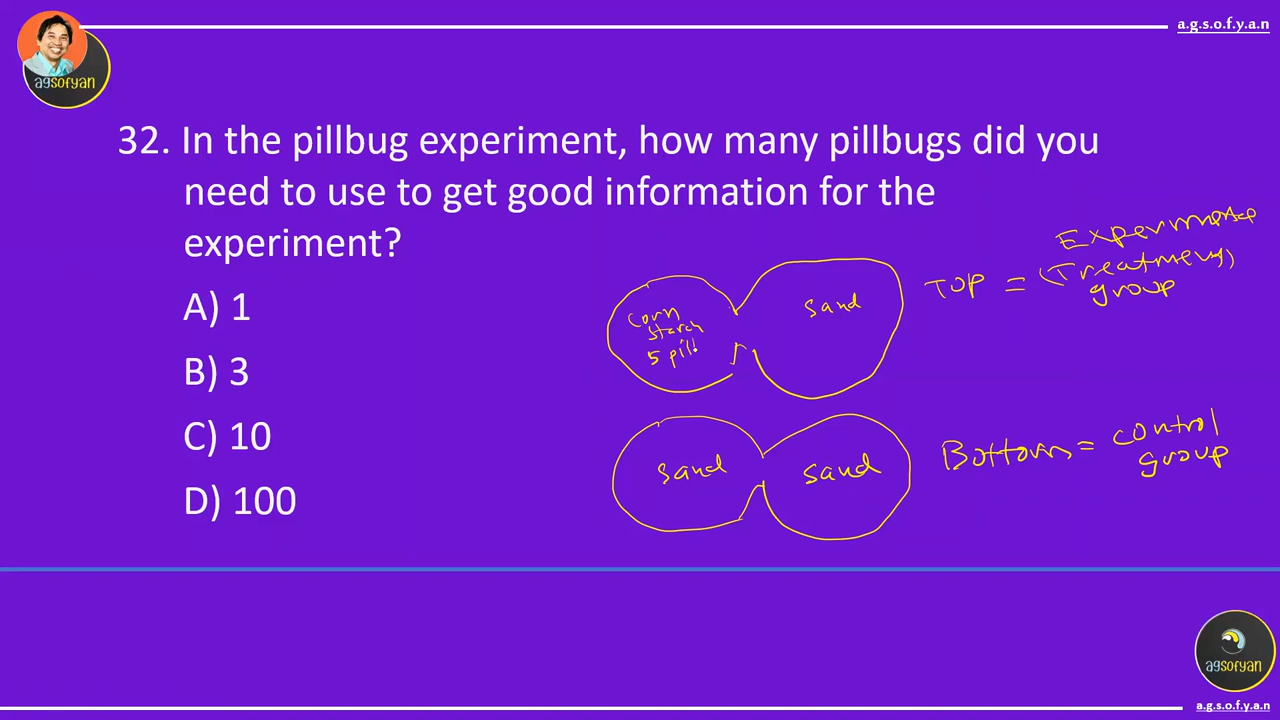 a.g.s.o.f.y.a.n
agsofyan
32. In the pillbug experiment, how many pillbugs did you
need to use to get good information for the
experiment?
A) 1
B) 3
C) 10
D) 100
Top = (Treatment)
group
corn
starch
5 pill
sand
sand
sand
Bottom = control
group
agsofyan
a.g.s.o.f.y.a.n